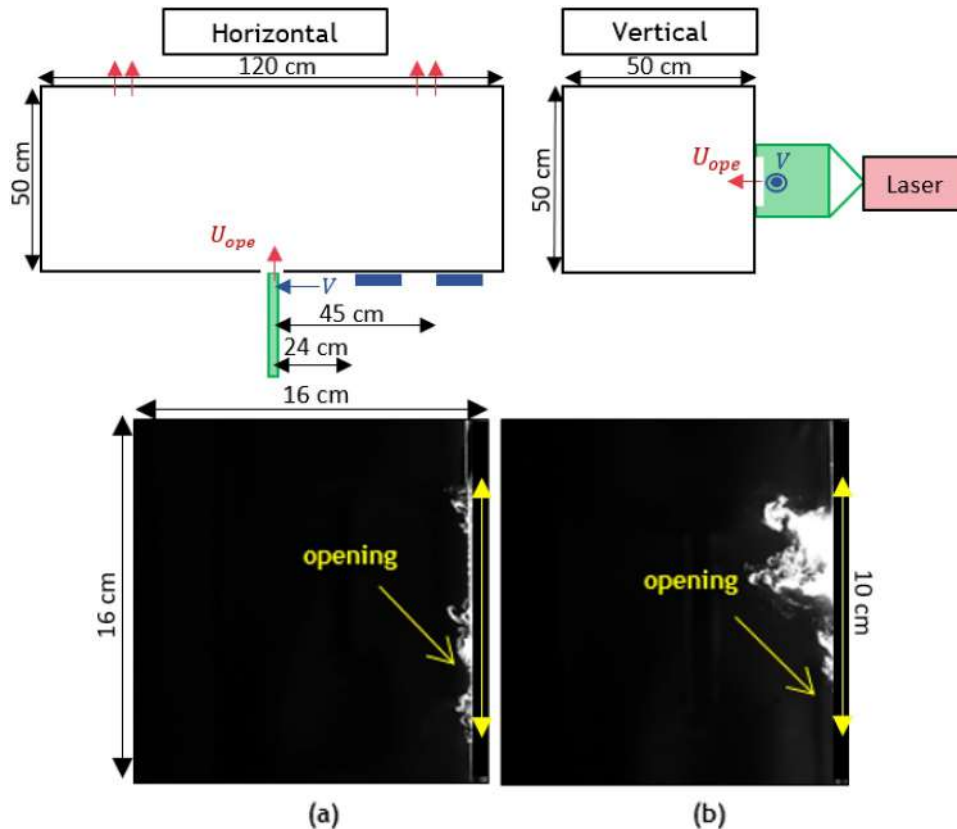 Horizontal
Vertical
120 cm
50 cm
50 cm
50 cm
U_ope
V
U_ope
V
Laser
45 cm
24 cm
16 cm
16 cm
opening
opening
10 cm
(a)
(b)